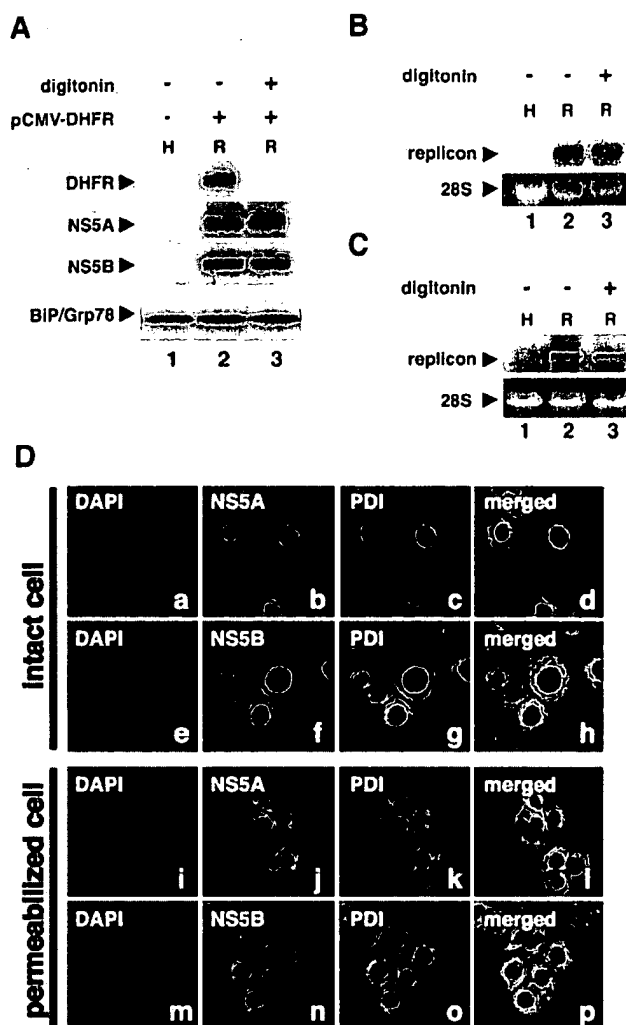 A
digitonin - - +
pCMV-DHFR - + +
H R R
DHFR
NS5A
NS5B
BiP/Grp78
1 2 3
B
digitonin - - +
H R R
replicon
28S
1 2 3
C
digitonin - - +
H R R
replicon
28S
1 2 3
D
intact cell
DAPI NS5A PDI merged
a b c d
DAPI NS5B PDI merged
e f g h
permeabilized cell
DAPI NS5A PDI merged
i j k l
DAPI NS5B PDI merged
m n o p